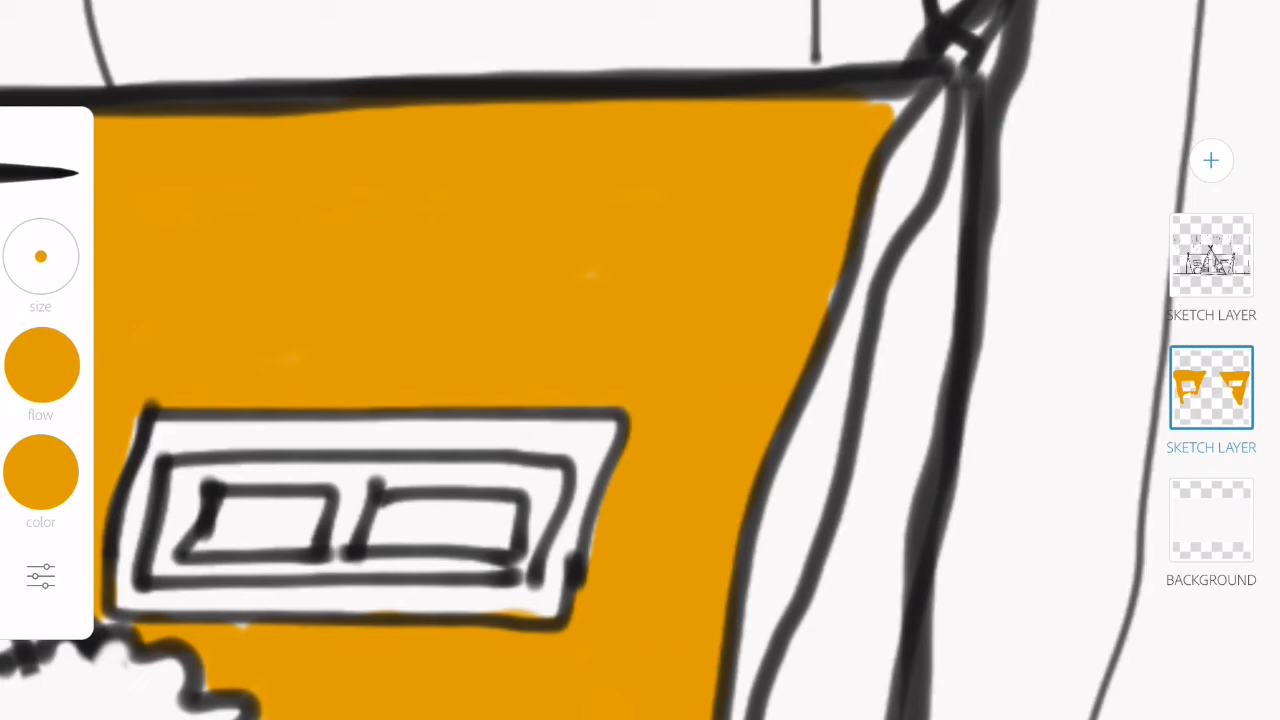 size
flow
color
SKETCH LAYER
SKETCH LAYER
BACKGROUND